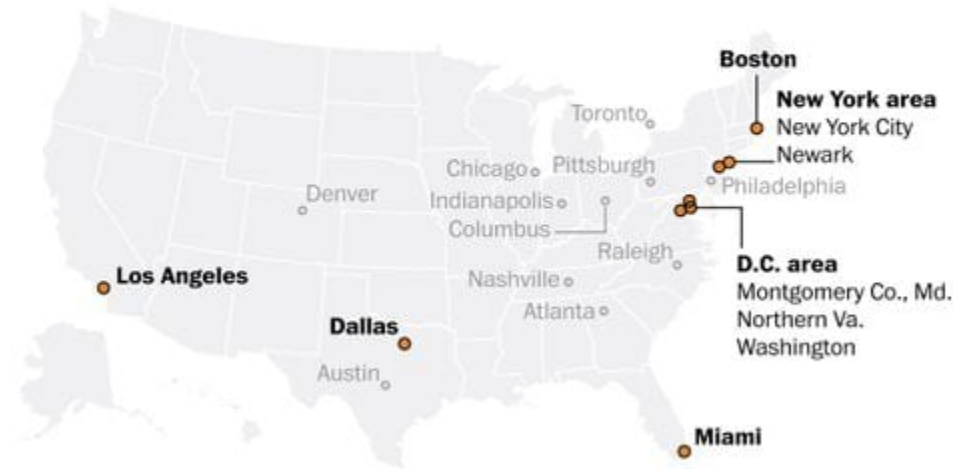 Boston
New York area
New York City
Newark
Toronto
Chicago
Pittsburgh
Philadelphia
Denver
Indianapolis
Columbus
Raleigh
D.C. area
Montgomery Co., Md.
Northern Va.
Washington
Los Angeles
Nashville
Atlanta
Dallas
Austin
Miami